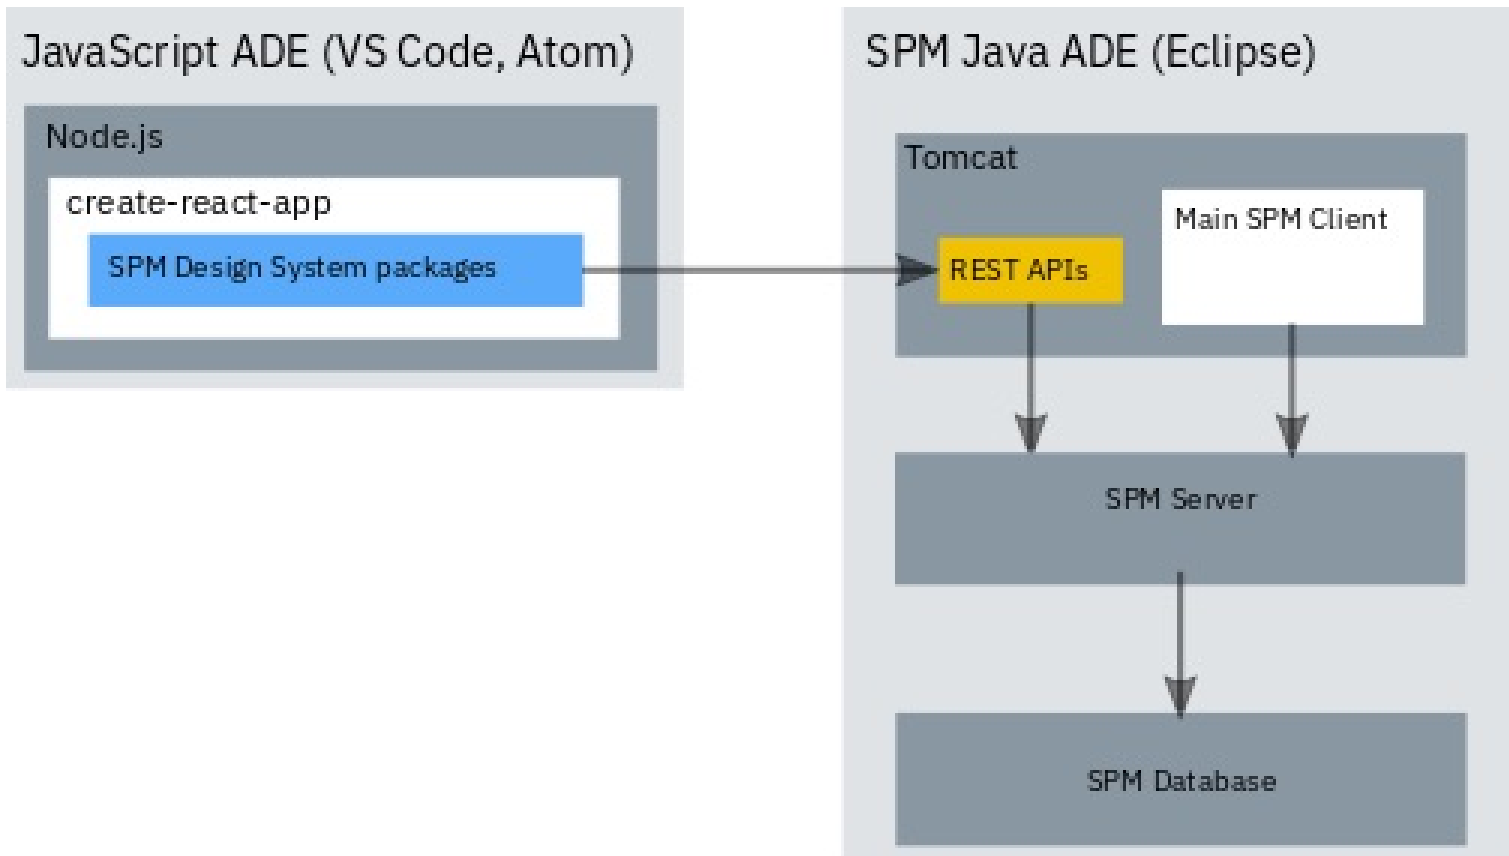 JavaScript ADE (VS Code, Atom)
Node.js
create-react-app
SPM Design System packages
SPM Java ADE (Eclipse)
Tomcat
Main SPM Client
REST APIs
SPM Server
SPM Database